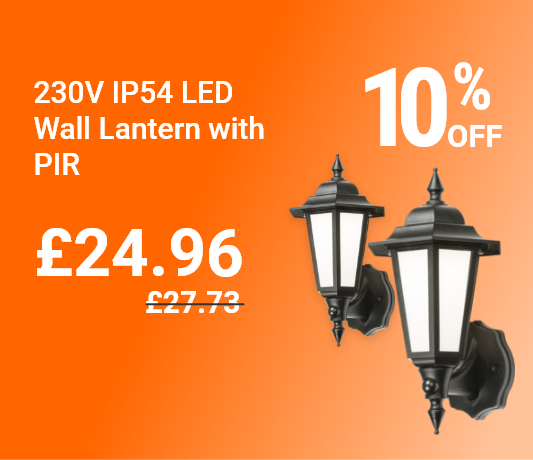 230V IP54 LED
Wall Lantern with
PIR
10%
OFF
£24.96
£27.73